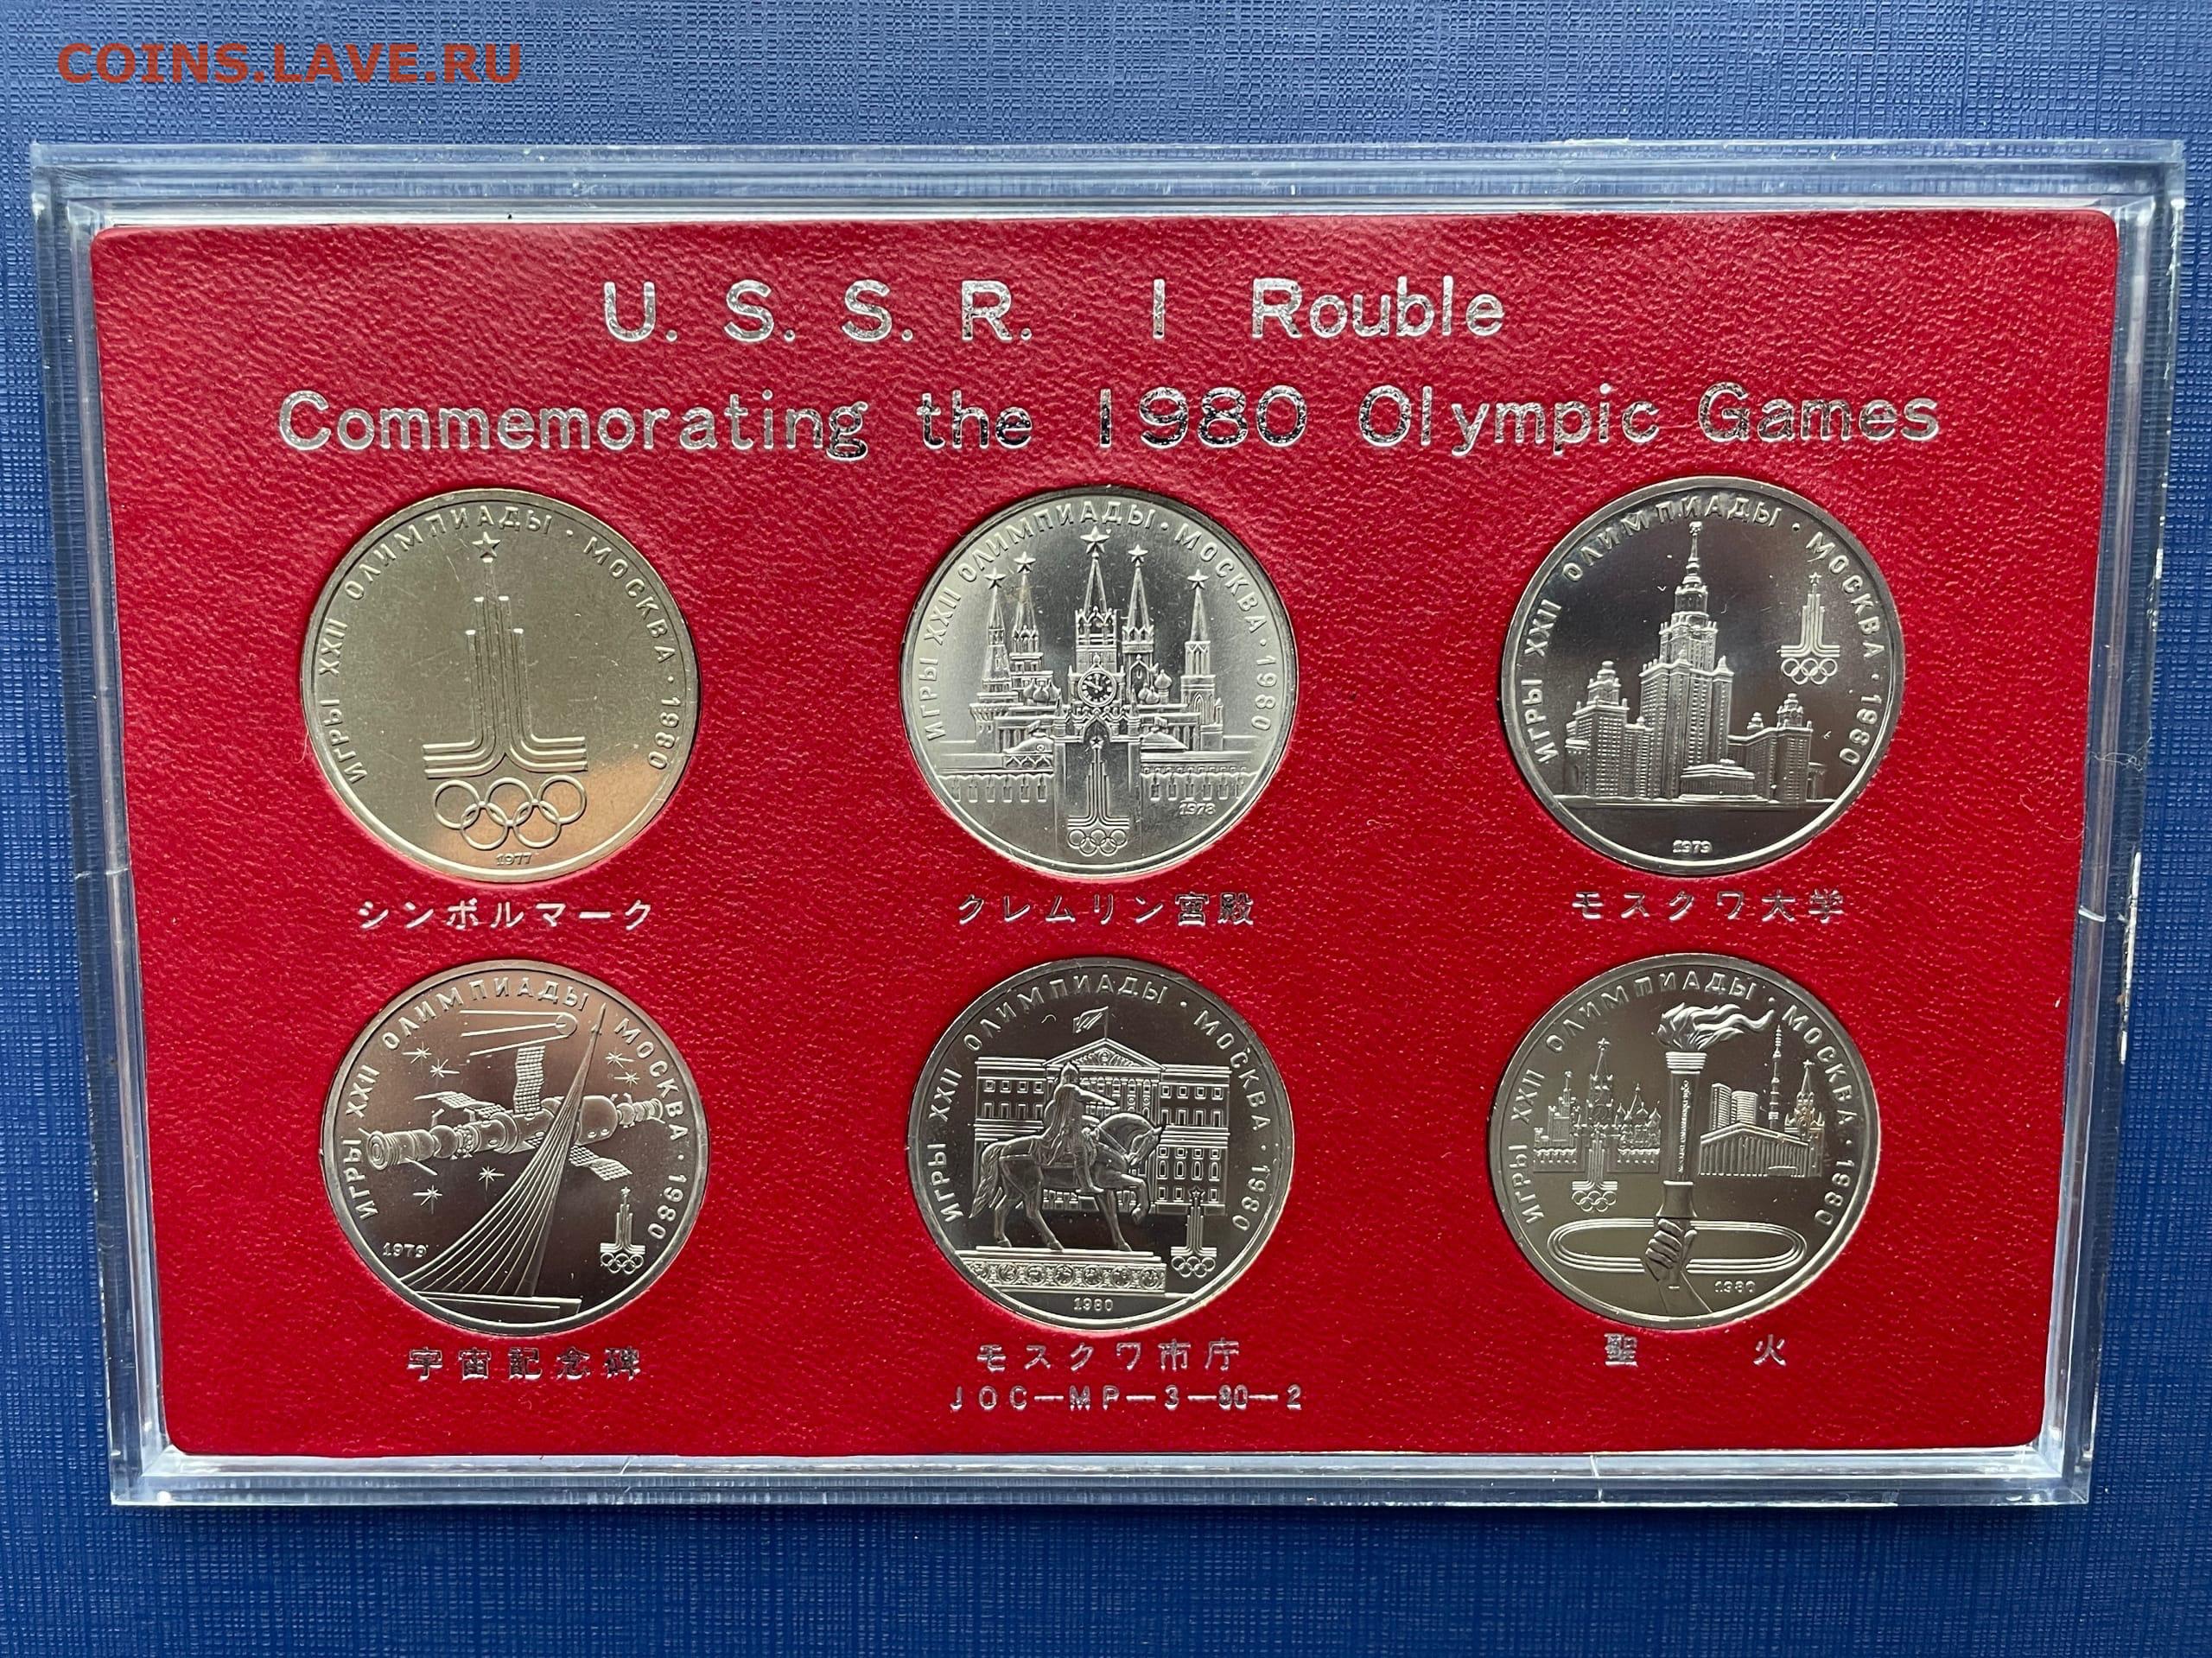 COINS.LAVE.RU
U. S. S. R. 1 Rouble
Commemorating the 1980 Olympic Games
ИГРЫ XXII ОЛИМПИАДЫ · МОСКВА · 1980
1977
ИГРЫ XXII ОЛИМПИАДЫ · МОСКВА · 1980
1978
ИГРЫ XXII ОЛИМПИАДЫ · МОСКВА · 1980
1979
シンボルマーク
クレムリン宮殿
モスクワ大学
ИГРЫ XXII ОЛИМПИАДЫ МОСКВА · 1980
1979
ИГРЫ XXII ОЛИМПИАДЫ · МОСКВА · 1980
1980
ИГРЫ XXII ОЛИМПИАДЫ · МОСКВА · 1980
1980
宇宙記念碑
モスクワ市庁
聖 火
JOC—MP—3—80—2